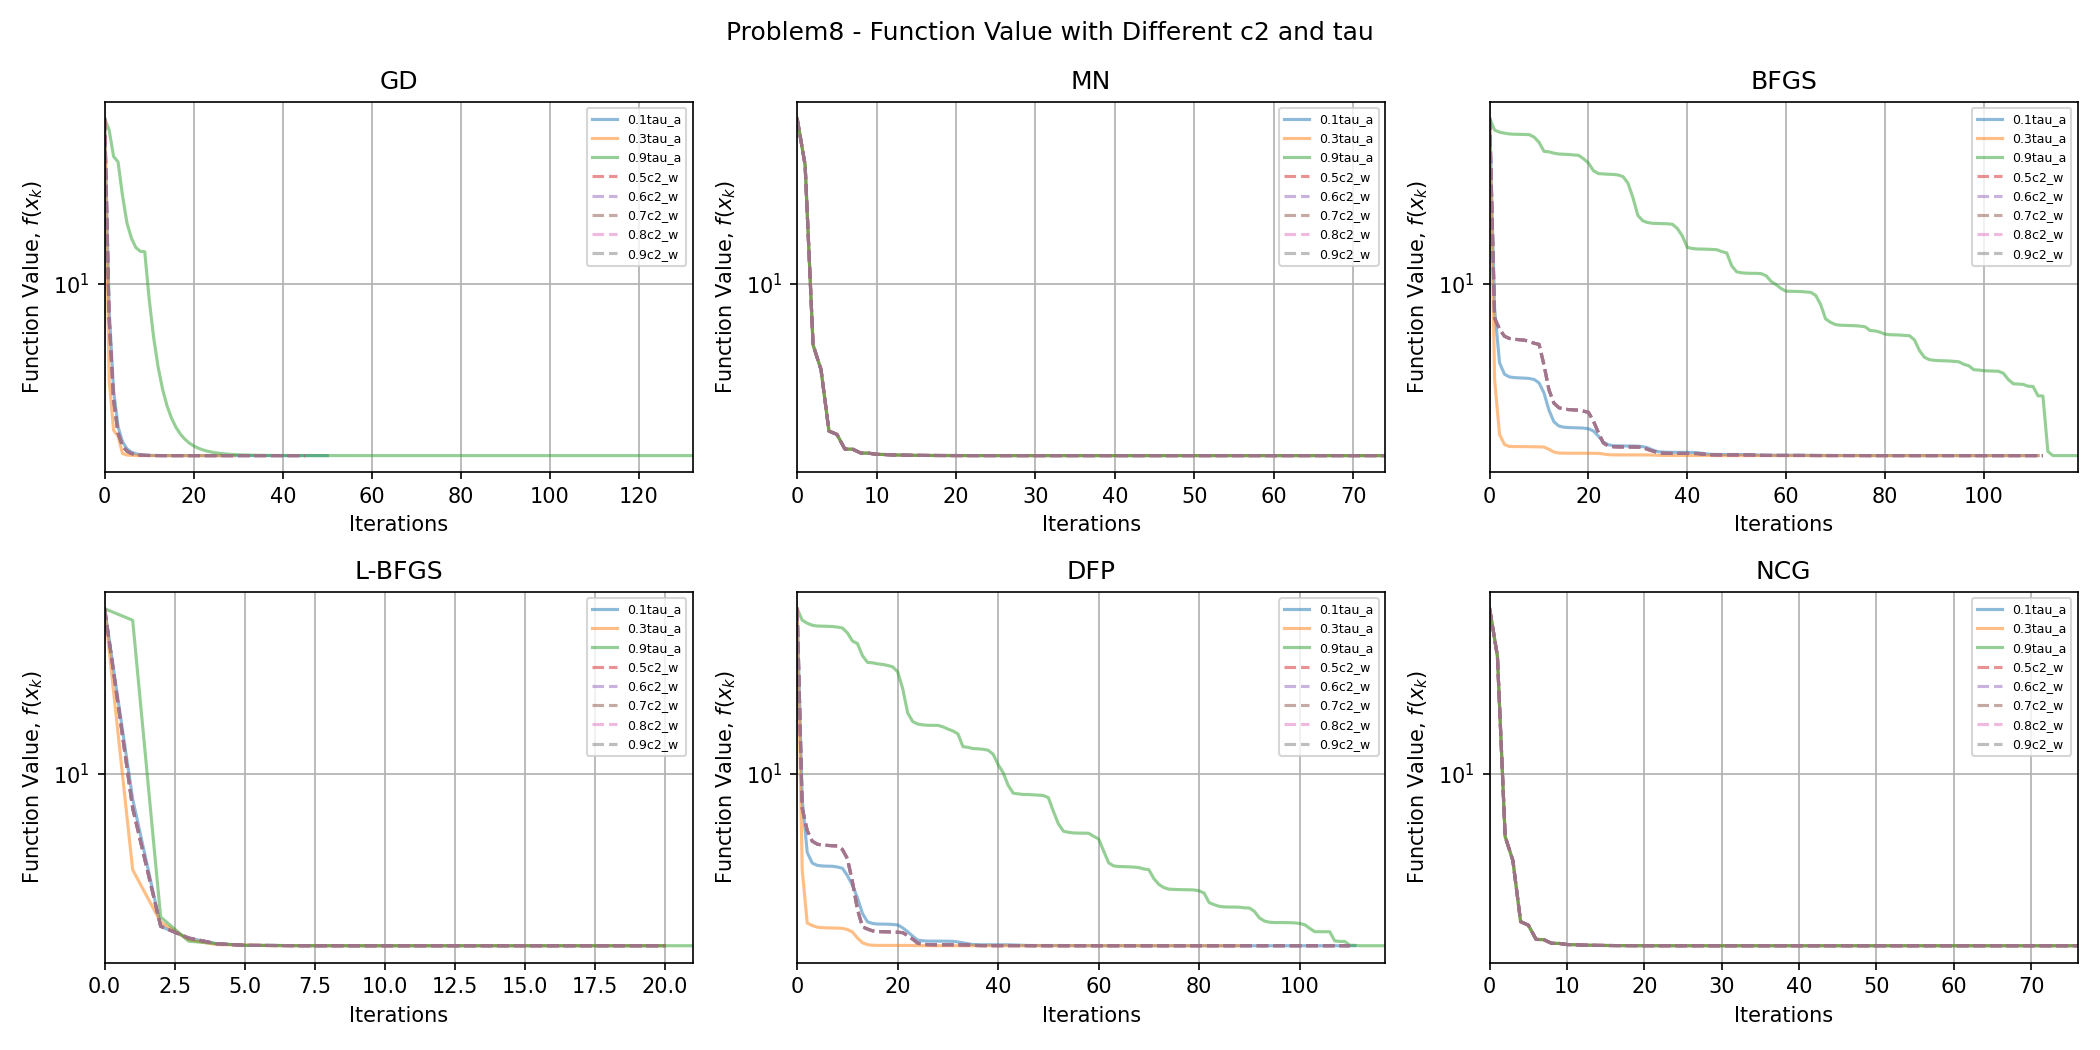 Problem8 - Function Value with Different c2 and tau
GD
Function Value, f(x_k)
10^1
0.1tau_a
0.3tau_a
0.9tau_a
0.5c2_w
0.6c2_w
0.7c2_w
0.8c2_w
0.9c2_w
0 20 40 60 80 100 120
Iterations
MN
Function Value, f(x_k)
10^1
0.1tau_a
0.3tau_a
0.9tau_a
0.5c2_w
0.6c2_w
0.7c2_w
0.8c2_w
0.9c2_w
0 10 20 30 40 50 60 70
Iterations
BFGS
Function Value, f(x_k)
10^1
0.1tau_a
0.3tau_a
0.9tau_a
0.5c2_w
0.6c2_w
0.7c2_w
0.8c2_w
0.9c2_w
0 20 40 60 80 100
Iterations
L-BFGS
Function Value, f(x_k)
10^1
0.1tau_a
0.3tau_a
0.9tau_a
0.5c2_w
0.6c2_w
0.7c2_w
0.8c2_w
0.9c2_w
0.0 2.5 5.0 7.5 10.0 12.5 15.0 17.5 20.0
Iterations
DFP
Function Value, f(x_k)
10^1
0.1tau_a
0.3tau_a
0.9tau_a
0.5c2_w
0.6c2_w
0.7c2_w
0.8c2_w
0.9c2_w
0 20 40 60 80 100
Iterations
NCG
Function Value, f(x_k)
10^1
0.1tau_a
0.3tau_a
0.9tau_a
0.5c2_w
0.6c2_w
0.7c2_w
0.8c2_w
0.9c2_w
0 10 20 30 40 50 60 70
Iterations